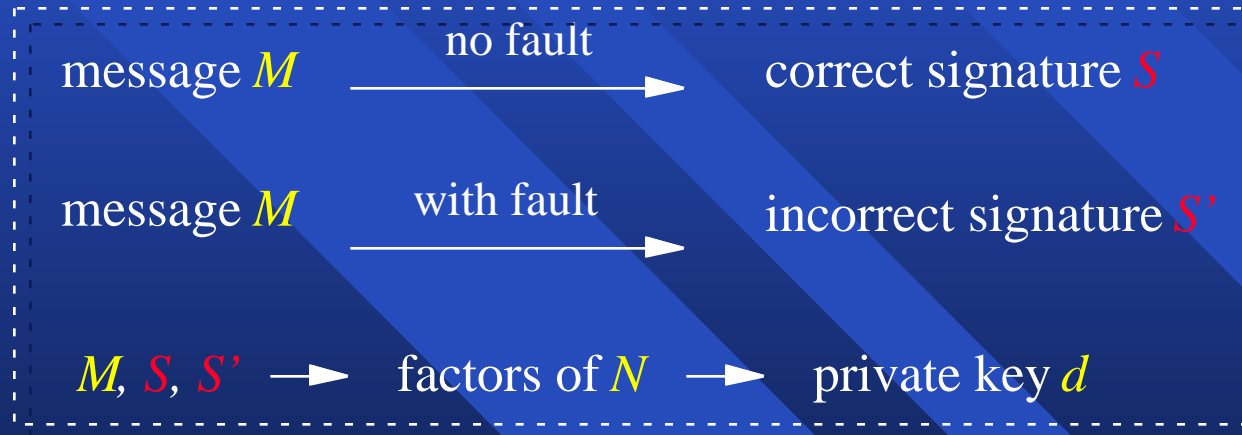 no fault
message M correct signature S
with fault
message M incorrect signature S’
M, S, S’ factors of N private key d